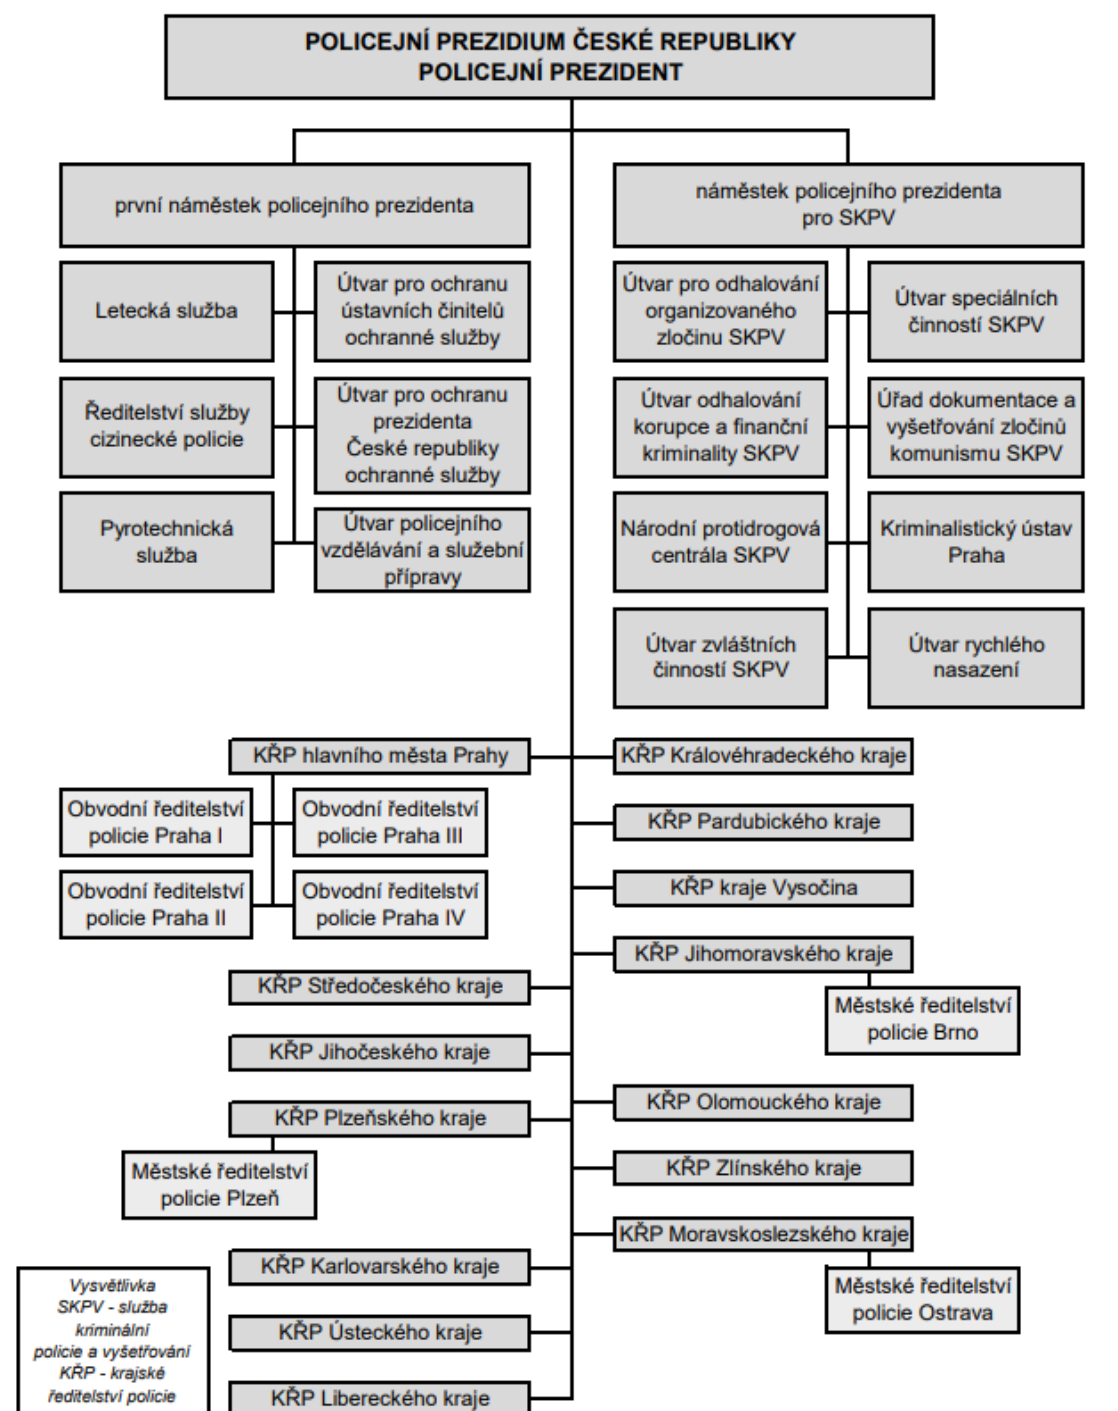 POLICEJNÍ PREZIDIUM ČESKÉ REPUBLIKY
POLICEJNÍ PREZIDENT
první náměstek policejního prezidenta
náměstek policejního prezidenta
pro SKPV
Letecká služba
Útvar pro ochranu
ústavních činitelů
ochranné služby
Útvar pro odhalování
organizovaného
zločinu SKPV
Útvar speciálních
činností SKPV
Ředitelství služby
cizinecké policie
Útvar pro ochranu
prezidenta
České republiky
ochranné služby
Útvar odhalování
korupce a finanční
kriminality SKPV
Úřad dokumentace a
vyšetřování zločinů
komunismu SKPV
Pyrotechnická
služba
Útvar policejního
vzdělávání a služební
přípravy
Národní protidrogová
centrála SKPV
Kriminalistický ústav
Praha
Útvar zvláštních
činností SKPV
Útvar rychlého
nasazení
KŘP hlavního města Prahy
KŘP Královéhradeckého kraje
Obvodní ředitelství
policie Praha I
Obvodní ředitelství
policie Praha III
KŘP Pardubického kraje
Obvodní ředitelství
policie Praha II
Obvodní ředitelství
policie Praha IV
KŘP kraje Vysočina
KŘP Jihomoravského kraje
KŘP Středočeského kraje
Městské ředitelství
policie Brno
KŘP Jihočeského kraje
KŘP Olomouckého kraje
KŘP Plzeňského kraje
Městské ředitelství
policie Plzeň
KŘP Zlínského kraje
KŘP Moravskoslezského kraje
KŘP Karlovarského kraje
Městské ředitelství
policie Ostrava
Vysvětlivka
SKPV - služba
kriminální
policie a vyšetřování
KŘP - krajské
ředitelství policie
KŘP Ústeckého kraje
KŘP Libereckého kraje